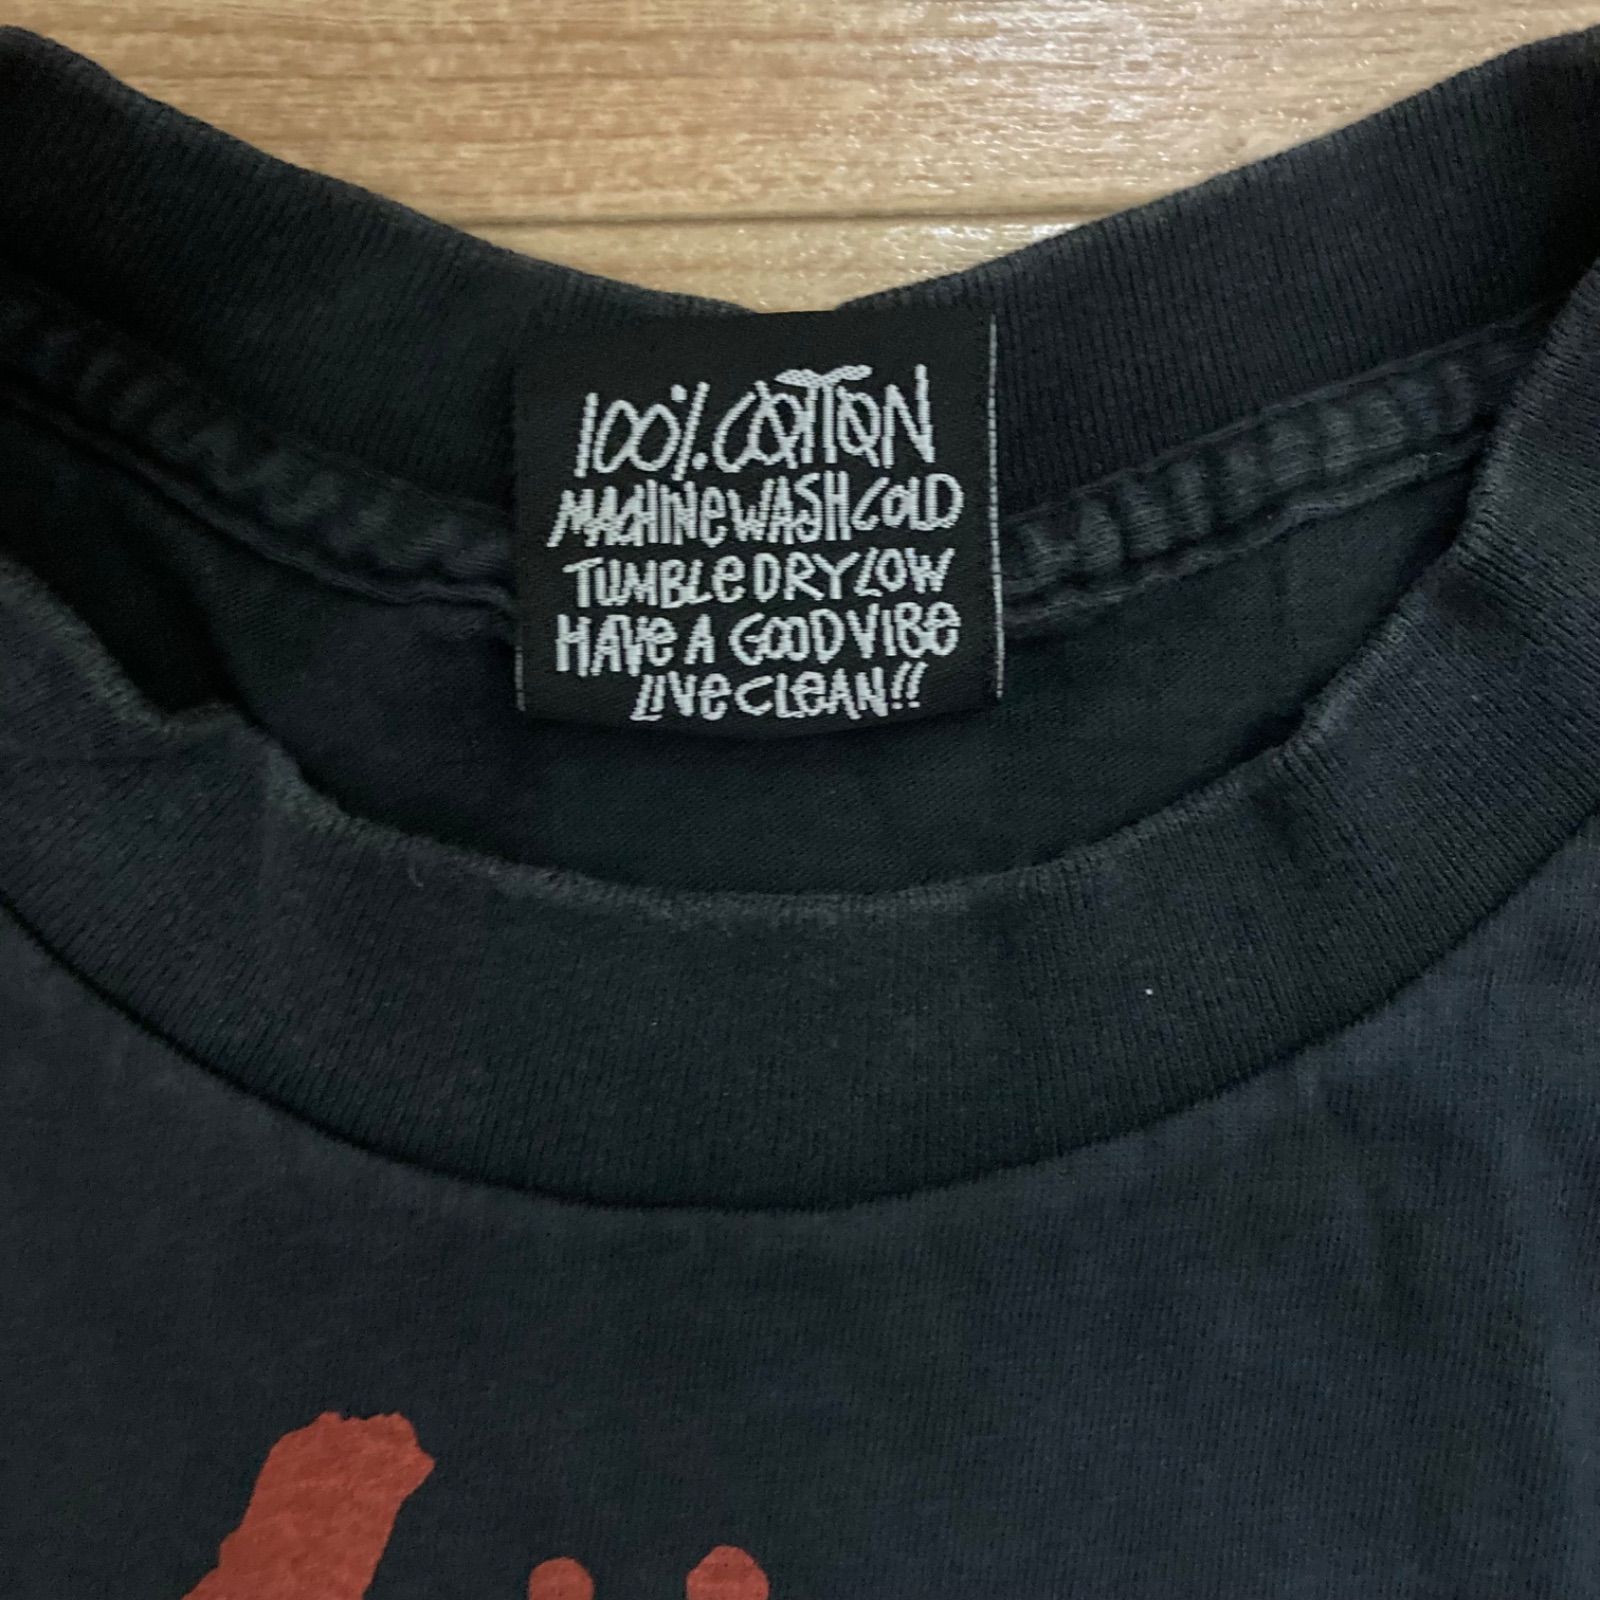 100%. COTTON
MACHINe WASH COLD
TUMBLe DRY LOW
HAVe A GOOD VIBe
LIVe CLeAN!!